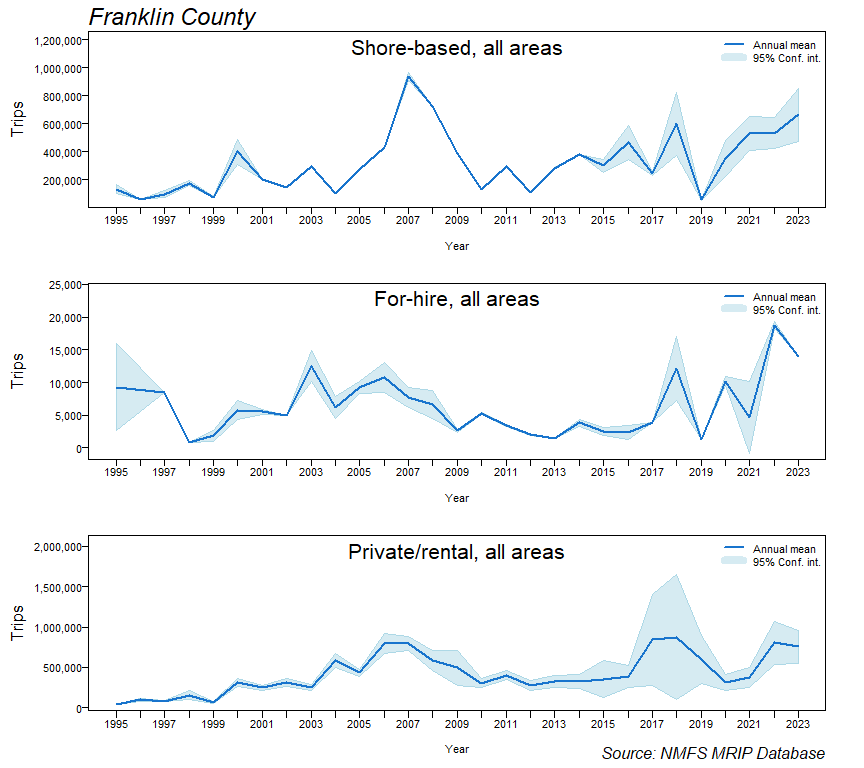 Franklin County
Shore-based, all areas
Annual mean
95% Conf. int.
Trips
1,200,000
1,000,000
800,000
600,000
400,000
200,000
1995 1997 1999 2001 2003 2005 2007 2009 2011 2013 2015 2017 2019 2021 2023
Year
For-hire, all areas
Annual mean
95% Conf. int.
Trips
25,000
20,000
15,000
10,000
5,000
0
1995 1997 1999 2001 2003 2005 2007 2009 2011 2013 2015 2017 2019 2021 2023
Year
Private/rental, all areas
Annual mean
95% Conf. int.
Trips
2,000,000
1,500,000
1,000,000
500,000
0
1995 1997 1999 2001 2003 2005 2007 2009 2011 2013 2015 2017 2019 2021 2023
Year
Source: NMFS MRIP Database